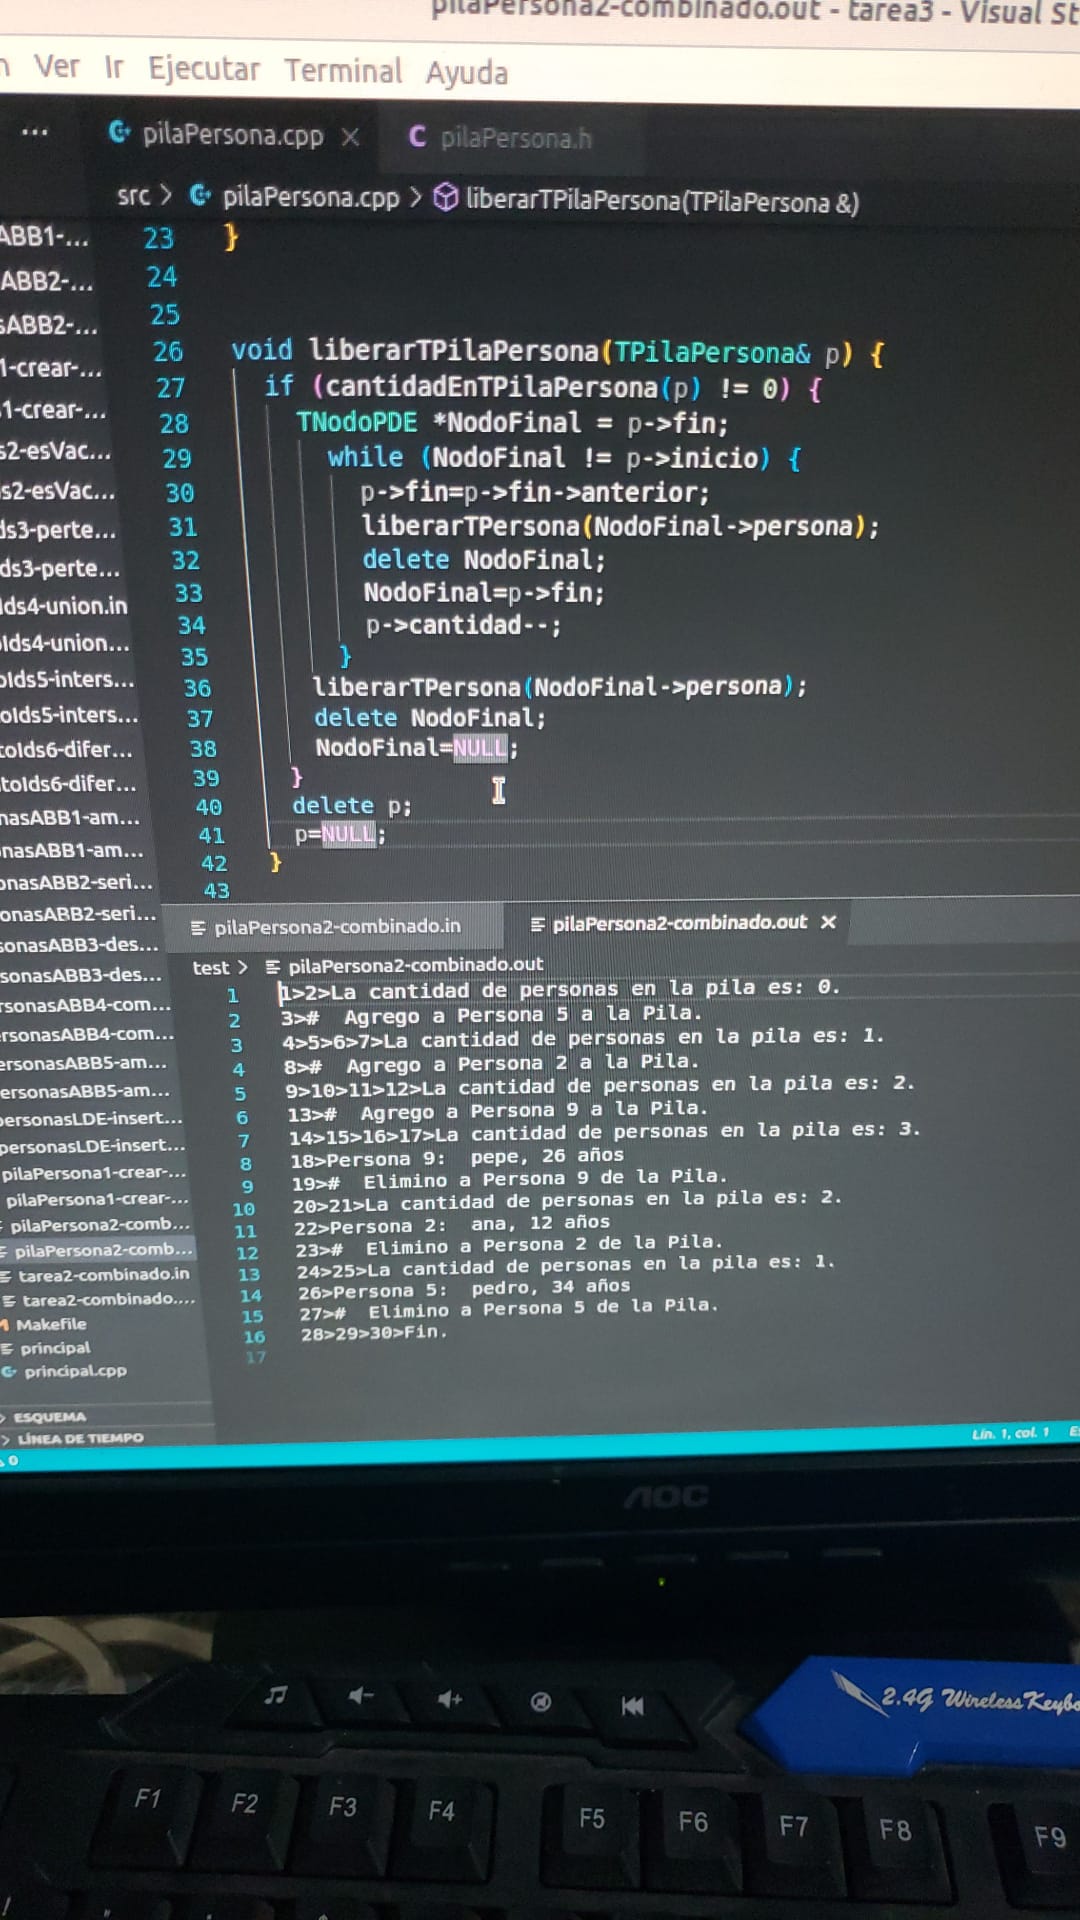 pilaPersona2-combinado.out - tarea3 - Visual St
Ver Ir Ejecutar Terminal Ayuda
... pilaPersona.cpp × C pilaPersona.h
src > pilaPersona.cpp > liberarTPilaPersona(TPilaPersona &)
ABB1-...
ABB2-...
sABB2-...
1-crear-...
s1-crear-...
s2-esVac...
s2-esVac...
ds3-perte...
ds3-perte...
Ids4-union.in
Ids4-union...
oIds5-inters...
oIds5-inters...
toIds6-difer...
toIds6-difer...
nasABB1-am...
nasABB1-am...
onasABB2-seri...
onasABB2-seri...
sonasABB3-des...
sonasABB3-des...
rsonasABB4-com...
rsonasABB4-com...
ersonasABB5-am...
ersonasABB5-am...
personasLDE-insert...
personasLDE-insert...
pilaPersona1-crear-...
pilaPersona1-crear-...
pilaPersona2-comb...
pilaPersona2-comb...
tarea2-combinado.in
tarea2-combinado....
Makefile
principal
principal.cpp
> ESQUEMA
> LÍNEA DE TIEMPO
0
23 }
24
25
26 void liberarTPilaPersona(TPilaPersona& p) {
27 if (cantidadEnTPilaPersona(p) != 0) {
28 TNodoPDE *NodoFinal = p->fin;
29 while (NodoFinal != p->inicio) {
30 p->fin=p->fin->anterior;
31 liberarTPersona(NodoFinal->persona);
32 delete NodoFinal;
33 NodoFinal=p->fin;
34 p->cantidad--;
35 }
36 liberarTPersona(NodoFinal->persona);
37 delete NodoFinal;
38 NodoFinal=NULL;
39 }
40 delete p;
41 p=NULL;
42 }
43
pilaPersona2-combinado.in pilaPersona2-combinado.out ×
test > pilaPersona2-combinado.out
1 1>2>La cantidad de personas en la pila es: 0.
2 3># Agrego a Persona 5 a la Pila.
3 4>5>6>7>La cantidad de personas en la pila es: 1.
4 8># Agrego a Persona 2 a la Pila.
5 9>10>11>12>La cantidad de personas en la pila es: 2.
6 13># Agrego a Persona 9 a la Pila.
7 14>15>16>17>La cantidad de personas en la pila es: 3.
8 18>Persona 9: pepe, 26 años
9 19># Elimino a Persona 9 de la Pila.
10 20>21>La cantidad de personas en la pila es: 2.
11 22>Persona 2: ana, 12 años
12 23># Elimino a Persona 2 de la Pila.
13 24>25>La cantidad de personas en la pila es: 1.
14 26>Persona 5: pedro, 34 años
15 27># Elimino a Persona 5 de la Pila.
16 28>29>30>Fin.
17
Lín. 1, col. 1
AOC
2.4G Wireless Keybo
F1 F2 F3 F4 F5 F6 F7 F8 F9